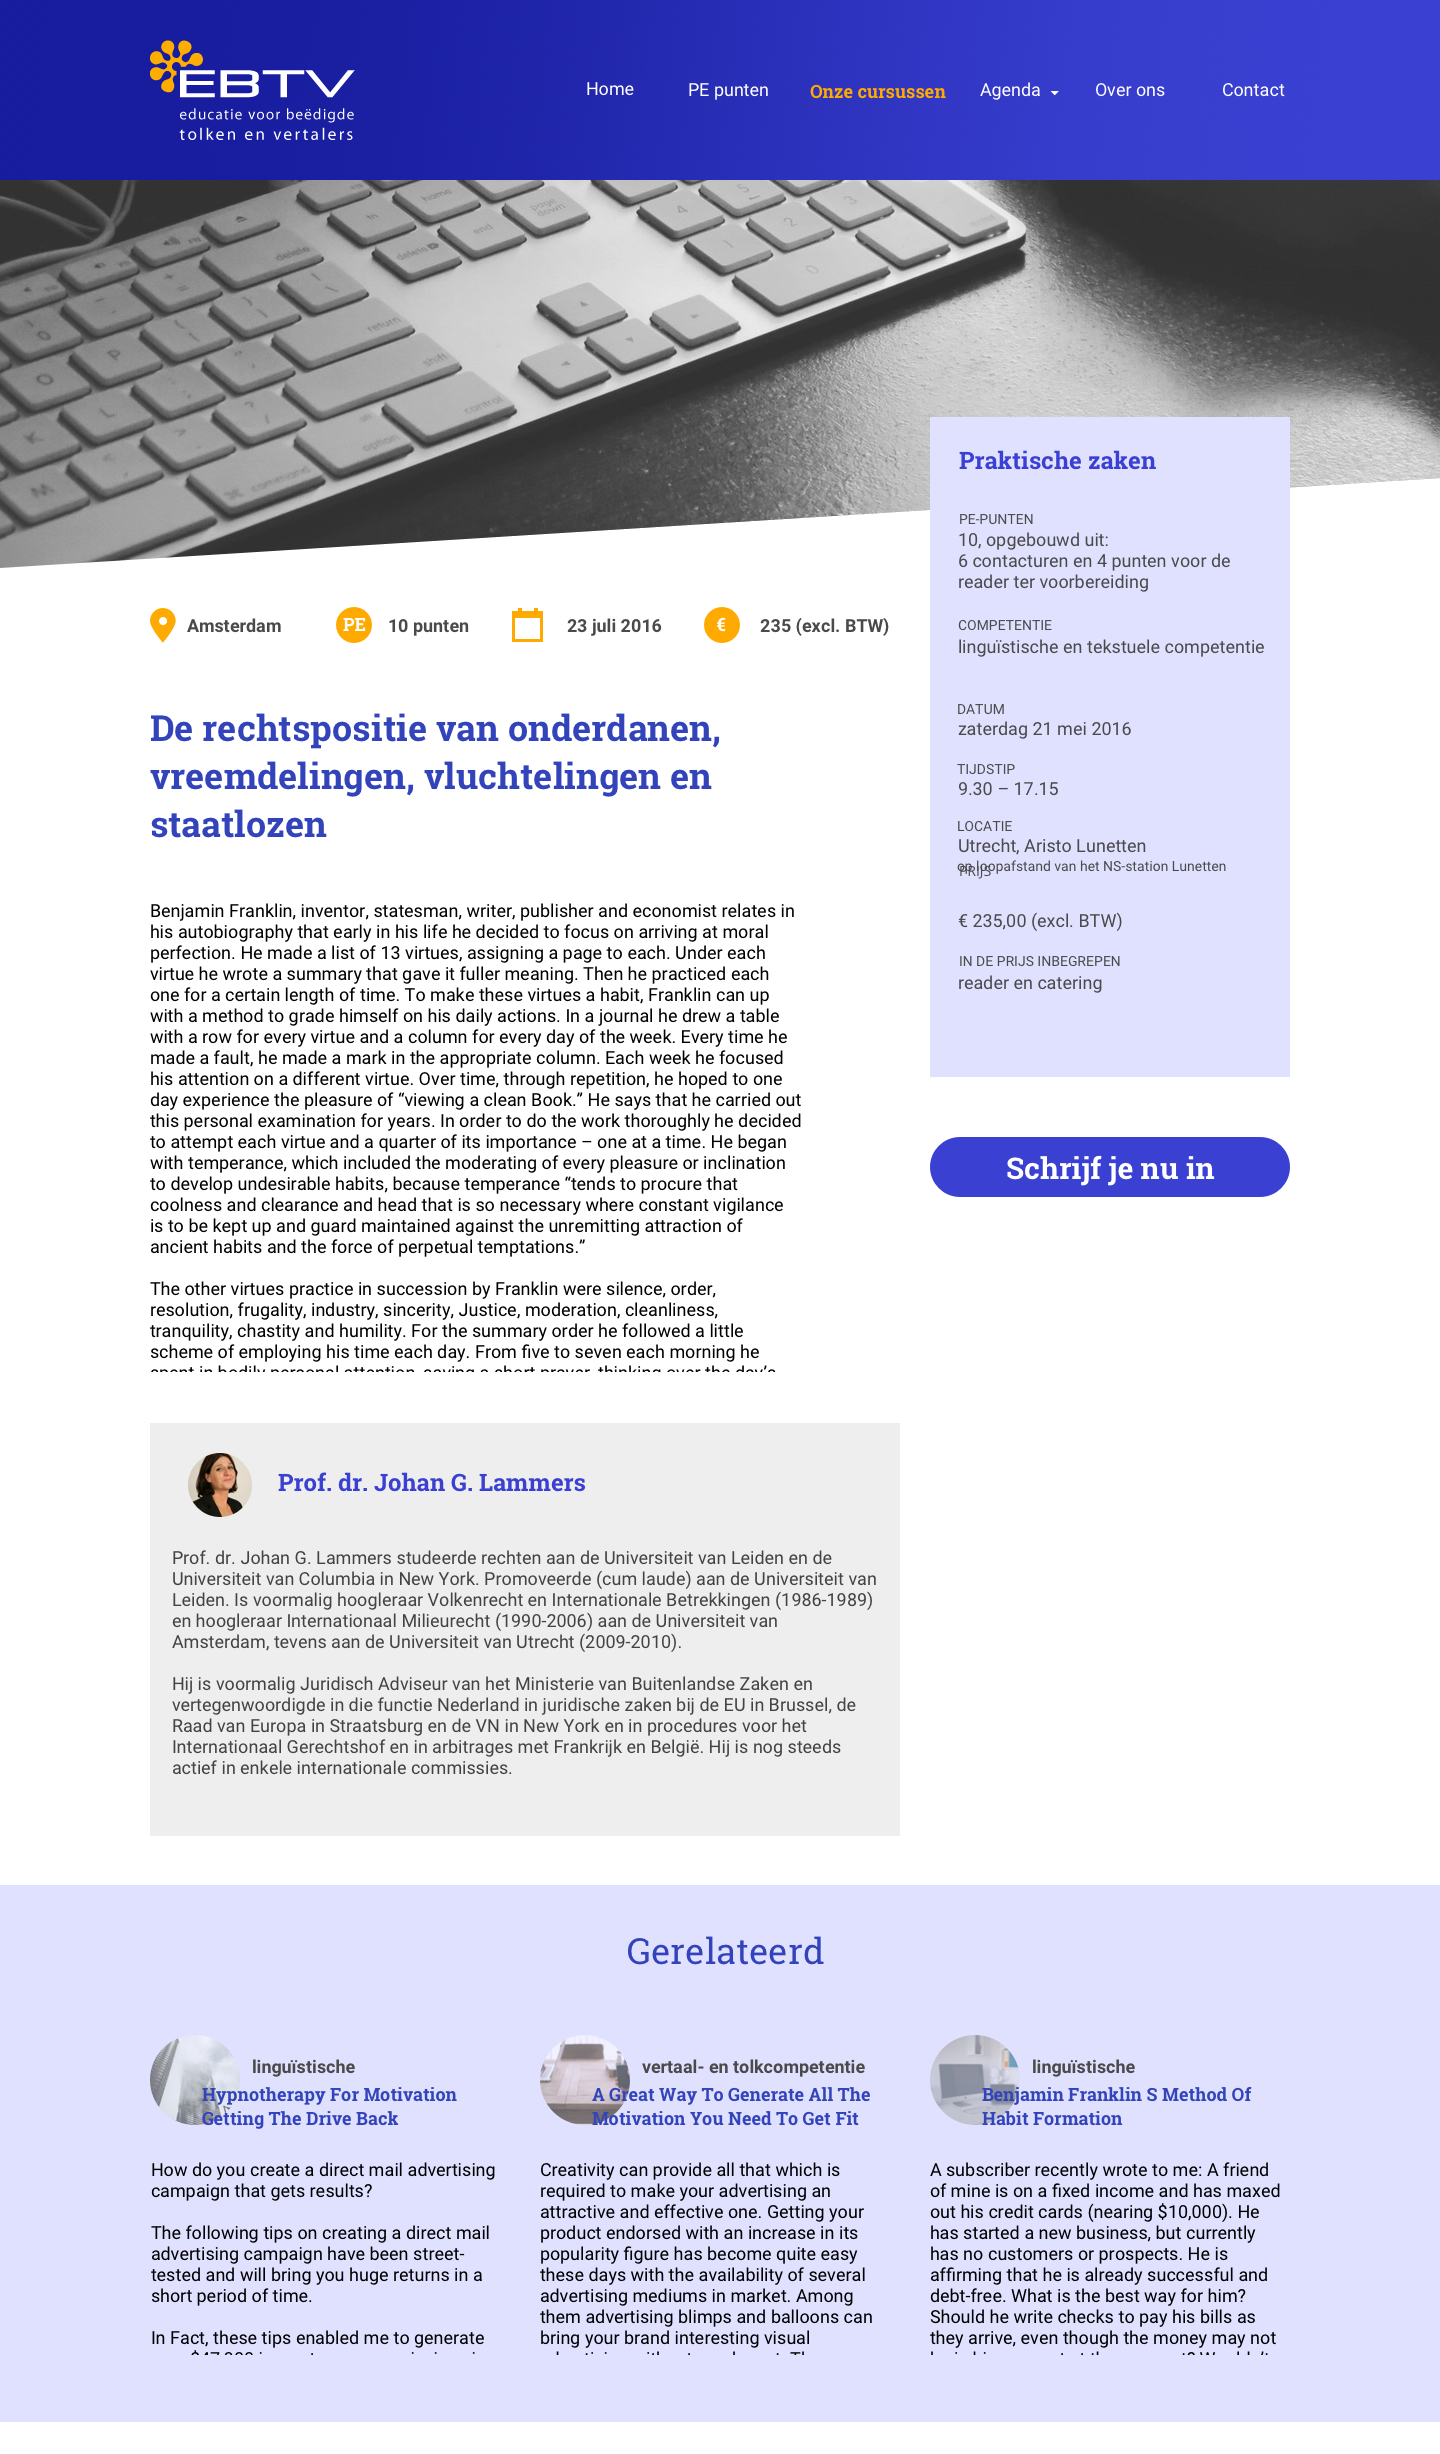 EBTV
educatie voor beëdigde
tolken en vertalers
Home
PE punten
Onze cursussen
Agenda
Over ons
Contact
home
page
down
end
fn
delete
return
shift
control
option
command
4
1
2
3
O
P
L
M
K
Praktische zaken
PE-PUNTEN
10, opgebouwd uit:
6 contacturen en 4 punten voor de
reader ter voorbereiding
COMPETENTIE
linguïstische en tekstuele competentie
DATUM
zaterdag 21 mei 2016
TIJDSTIP
9.30 – 17.15
LOCATIE
Utrecht, Aristo Lunetten
op loopafstand van het NS-station Lunetten
PRIJS
€ 235,00 (excl. BTW)
IN DE PRIJS INBEGREPEN
reader en catering
Schrijf je nu in
Amsterdam
PE
10 punten
23 juli 2016
€
235 (excl. BTW)
De rechtspositie van onderdanen,
vreemdelingen, vluchtelingen en
staatlozen
Benjamin Franklin, inventor, statesman, writer, publisher and economist relates in
his autobiography that early in his life he decided to focus on arriving at moral
perfection. He made a list of 13 virtues, assigning a page to each. Under each
virtue he wrote a summary that gave it fuller meaning. Then he practiced each
one for a certain length of time. To make these virtues a habit, Franklin can up
with a method to grade himself on his daily actions. In a journal he drew a table
with a row for every virtue and a column for every day of the week. Every time he
made a fault, he made a mark in the appropriate column. Each week he focused
his attention on a different virtue. Over time, through repetition, he hoped to one
day experience the pleasure of “viewing a clean Book.” He says that he carried out
this personal examination for years. In order to do the work thoroughly he decided
to attempt each virtue and a quarter of its importance – one at a time. He began
with temperance, which included the moderating of every pleasure or inclination
to develop undesirable habits, because temperance “tends to procure that
coolness and clearance and head that is so necessary where constant vigilance
is to be kept up and guard maintained against the unremitting attraction of
ancient habits and the force of perpetual temptations.”
The other virtues practice in succession by Franklin were silence, order,
resolution, frugality, industry, sincerity, Justice, moderation, cleanliness,
tranquility, chastity and humility. For the summary order he followed a little
scheme of employing his time each day. From five to seven each morning he
spent in bodily personal attention, saying a short prayer, thinking over the day’s
Prof. dr. Johan G. Lammers
Prof. dr. Johan G. Lammers studeerde rechten aan de Universiteit van Leiden en de
Universiteit van Columbia in New York. Promoveerde (cum laude) aan de Universiteit van
Leiden. Is voormalig hoogleraar Volkenrecht en Internationale Betrekkingen (1986-1989)
en hoogleraar Internationaal Milieurecht (1990-2006) aan de Universiteit van
Amsterdam, tevens aan de Universiteit van Utrecht (2009-2010).
Hij is voormalig Juridisch Adviseur van het Ministerie van Buitenlandse Zaken en
vertegenwoordigde in die functie Nederland in juridische zaken bij de EU in Brussel, de
Raad van Europa in Straatsburg en de VN in New York en in procedures voor het
Internationaal Gerechtshof en in arbitrages met Frankrijk en België. Hij is nog steeds
actief in enkele internationale commissies.
Gerelateerd
linguïstische
Hypnotherapy For Motivation
Getting The Drive Back
How do you create a direct mail advertising
campaign that gets results?
The following tips on creating a direct mail
advertising campaign have been street-
tested and will bring you huge returns in a
short period of time.
In Fact, these tips enabled me to generate
vertaal- en tolkcompetentie
A Great Way To Generate All The
Motivation You Need To Get Fit
Creativity can provide all that which is
required to make your advertising an
attractive and effective one. Getting your
product endorsed with an increase in its
popularity figure has become quite easy
these days with the availability of several
advertising mediums in market. Among
them advertising blimps and balloons can
bring your brand interesting visual
linguïstische
Benjamin Franklin S Method Of
Habit Formation
A subscriber recently wrote to me: A friend
of mine is on a fixed income and has maxed
out his credit cards (nearing $10,000). He
has started a new business, but currently
has no customers or prospects. He is
affirming that he is already successful and
debt-free. What is the best way for him?
Should he write checks to pay his bills as
they arrive, even though the money may not